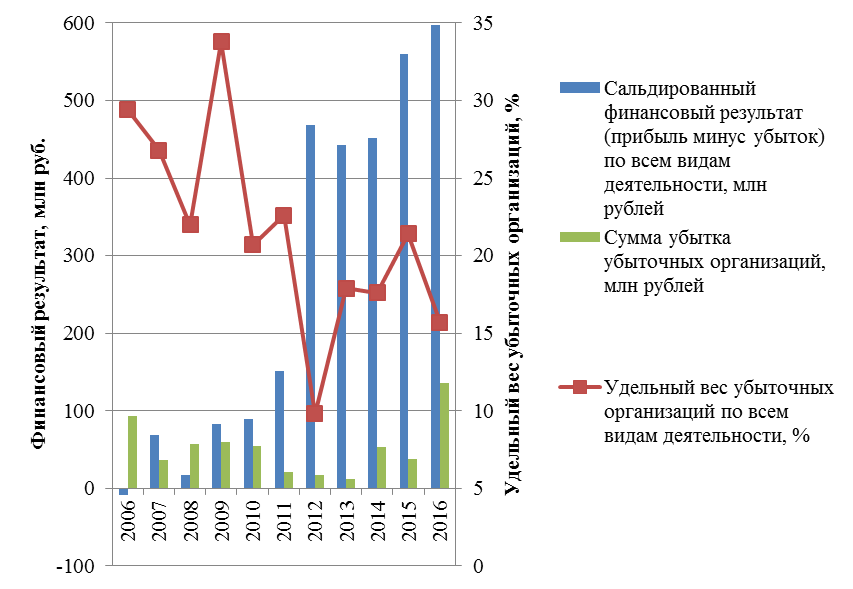 Финансовый результат, млн руб.
600
500
400
300
200
100
0
-100
2006
2007
2008
2009
2010
2011
2012
2013
2014
2015
2016
35
30
25
20
15
10
5
0
Удельный вес убыточных организаций, %
Сальдированный
финансовый результат
(прибыль минус убыток)
по всем видам
деятельности, млн
рублей
Сумма убытка
убыточных организаций,
млн рублей
Удельный вес убыточных
организаций по всем
видам деятельности, %